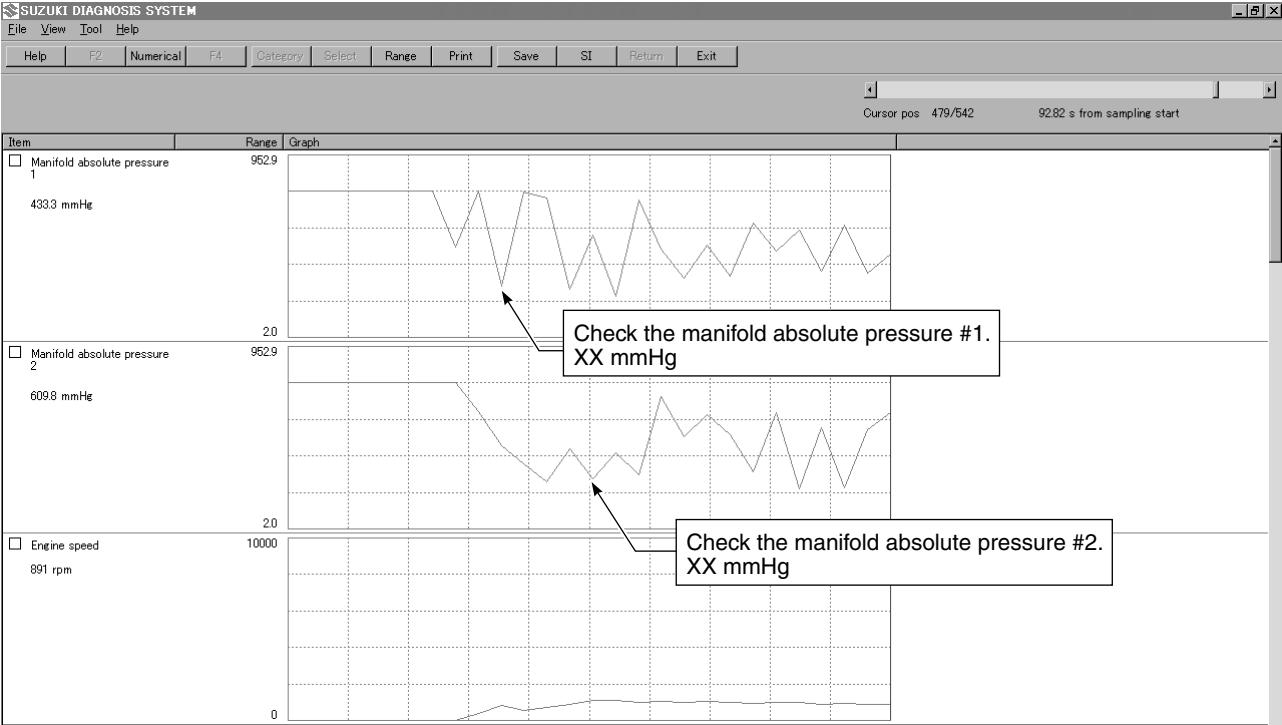 SUZUKI DIAGNOSIS SYSTEM
File View Tool Help
Help F2 Numerical F4 Category Select Range Print Save SI Return Exit
Cursor pos 479/542 92.82 s from sampling start
Item Range Graph
Manifold absolute pressure 952.9
1
433.3 mmHg
2.0
Check the manifold absolute pressure #1.
XX mmHg
Manifold absolute pressure 952.9
2
609.8 mmHg
2.0
Check the manifold absolute pressure #2.
XX mmHg
Engine speed 10000
891 rpm
0